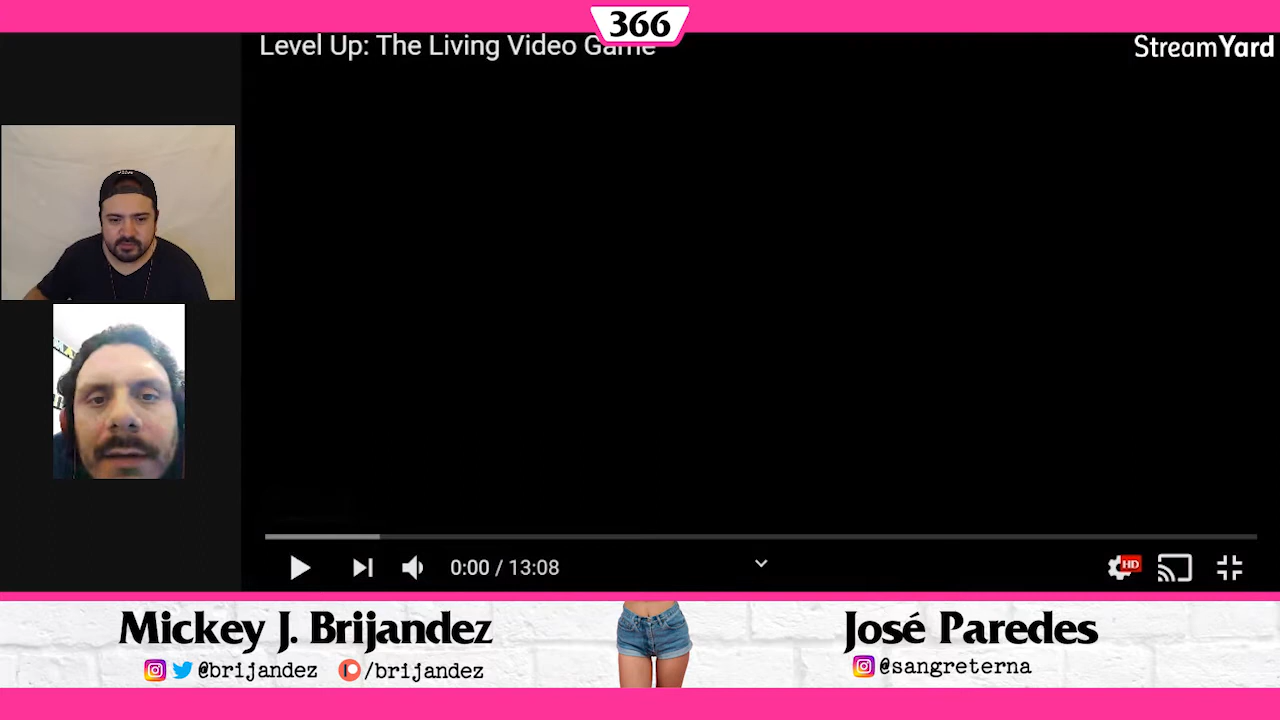 366
Level Up: The Living Video Game
StreamYard
0:00 / 13:08
HD
Mickey J. Brijandez
@brijandez
/brijandez
José Paredes
@sangreterna